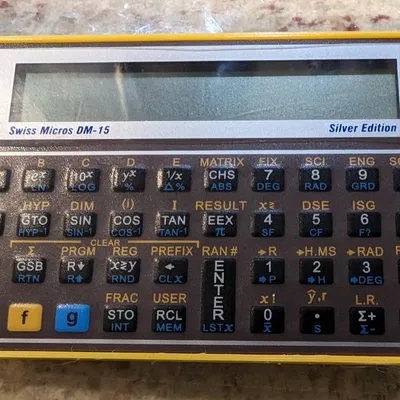 Swiss Micros DM-15 Silver Edition
B C D E MATRIX FIX SCI ENG
eˣ 10ˣ yˣ 1/x CHS 7 8 9
LN LOG % Δ% ABS DEG RAD GRD
HYP DIM (i) I RESULT x≷ DSE ISG
GTO SIN COS TAN EEX 4 5 6
HYP⁻¹ SIN⁻¹ COS⁻¹ TAN⁻¹ π SF CF F?
CLEAR
Σ PRGM REG PREFIX RAN # ►R ►H.MS ►RAD
GSB R↓ x≷y ← ENTER 1 2 3
RTN R↑ RND CLx ►P ►H ►DEG
FRAC USER x! ŷ,r L.R.
f g STO RCL 0 • Σ+
INT MEM LSTx x̄ S Σ-